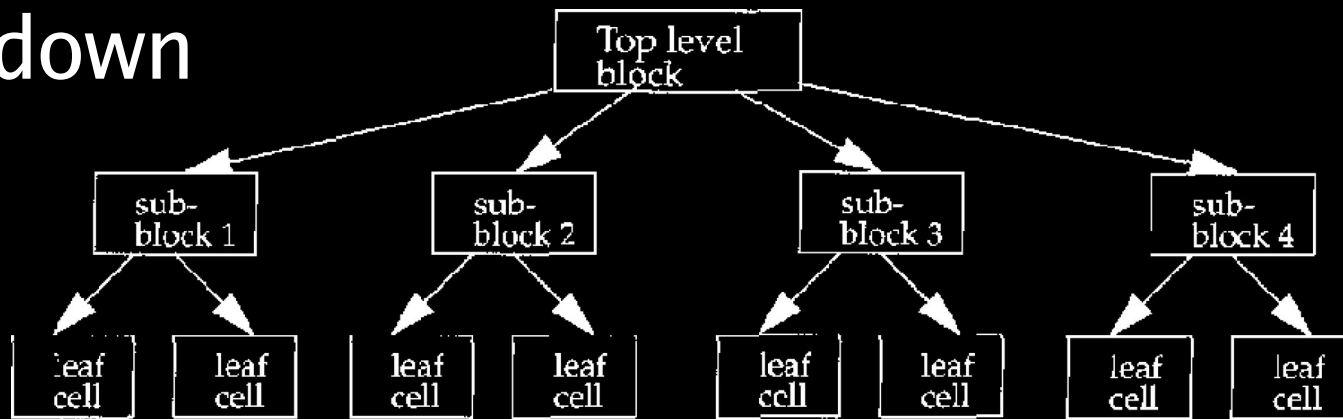 down
Top level
block
sub-
block 1
sub-
block 2
sub-
block 3
sub-
block 4
leaf
cell
leaf
cell
leaf
cell
leaf
cell
leaf
cell
leaf
cell
leaf
cell
leaf
cell